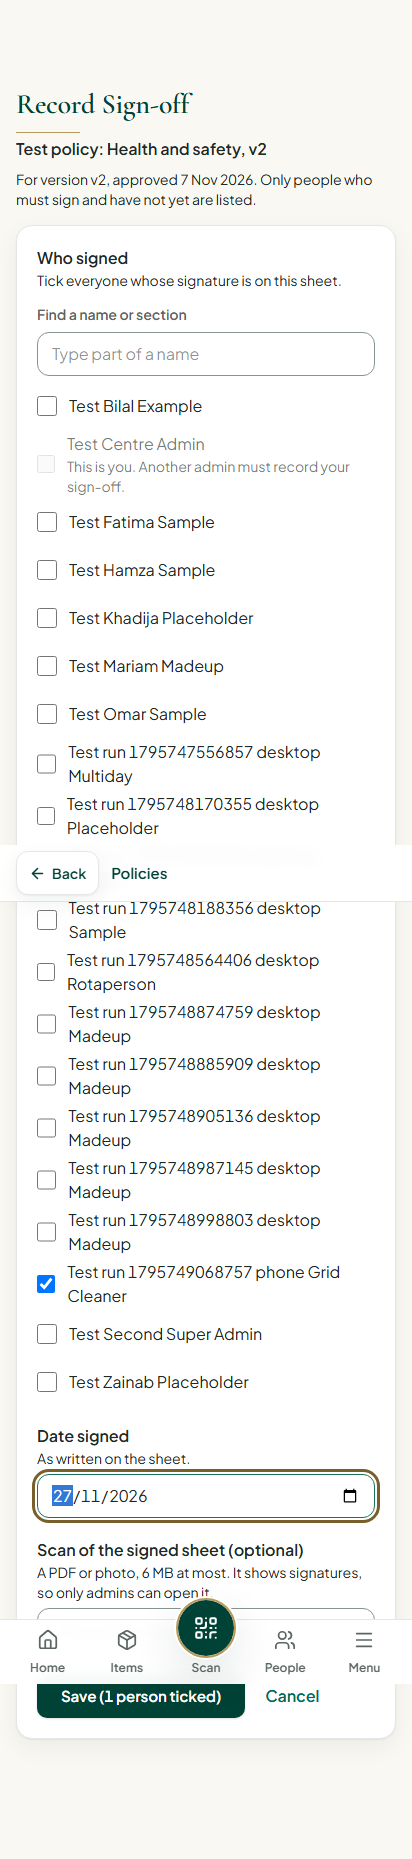 Record Sign-off
Test policy: Health and safety, v2
For version v2, approved 7 Nov 2026. Only people who
must sign and have not yet are listed.
Who signed
Tick everyone whose signature is on this sheet.
Find a name or section
Type part of a name
Test Bilal Example
Test Centre Admin
This is you. Another admin must record your
sign-off.
Test Fatima Sample
Test Hamza Sample
Test Khadija Placeholder
Test Mariam Madeup
Test Omar Sample
Test run 1795747556857 desktop
Multiday
Test run 1795748170355 desktop
Placeholder
Back
Policies
Test run 1795748188356 desktop
Sample
Test run 1795748564406 desktop
Rotaperson
Test run 1795748874759 desktop
Madeup
Test run 1795748885909 desktop
Madeup
Test run 1795748905136 desktop
Madeup
Test run 1795748987145 desktop
Madeup
Test run 1795748998803 desktop
Madeup
Test run 1795749068757 phone Grid
Cleaner
Test Second Super Admin
Test Zainab Placeholder
Date signed
As written on the sheet.
27/11/2026
Scan of the signed sheet (optional)
A PDF or photo, 6 MB at most. It shows signatures,
so only admins can open it.
Home
Items
Scan
People
Menu
Save (1 person ticked)
Cancel